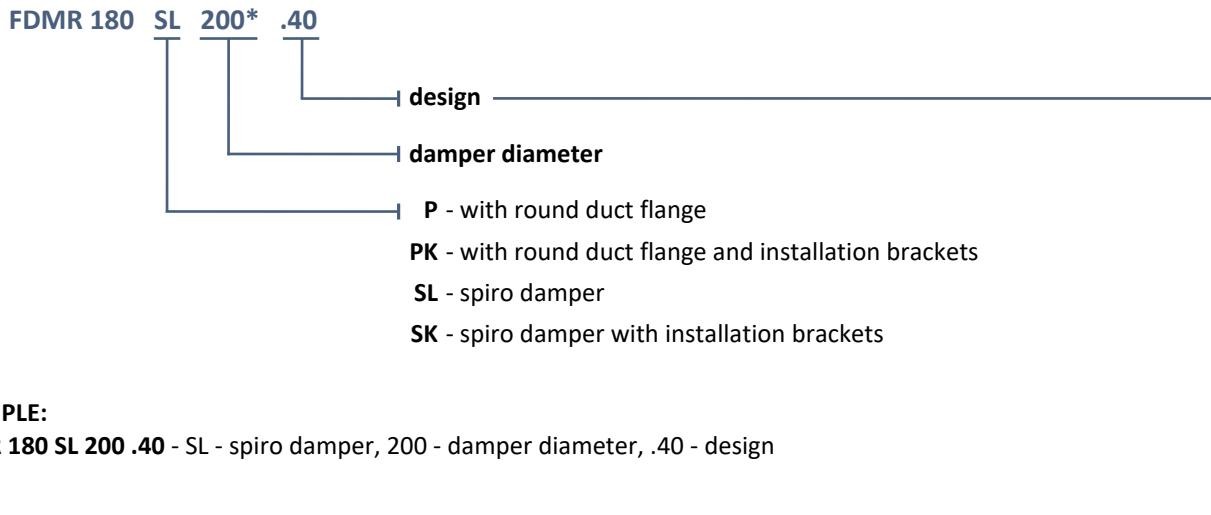 FDMR 180 SL 200* .40
design
damper diameter
P - with round duct flange
PK - with round duct flange and installation brackets
SL - spiro damper
SK - spiro damper with installation brackets
PLE:
180 SL 200 .40 - SL - spiro damper, 200 - damper diameter, .40 - design